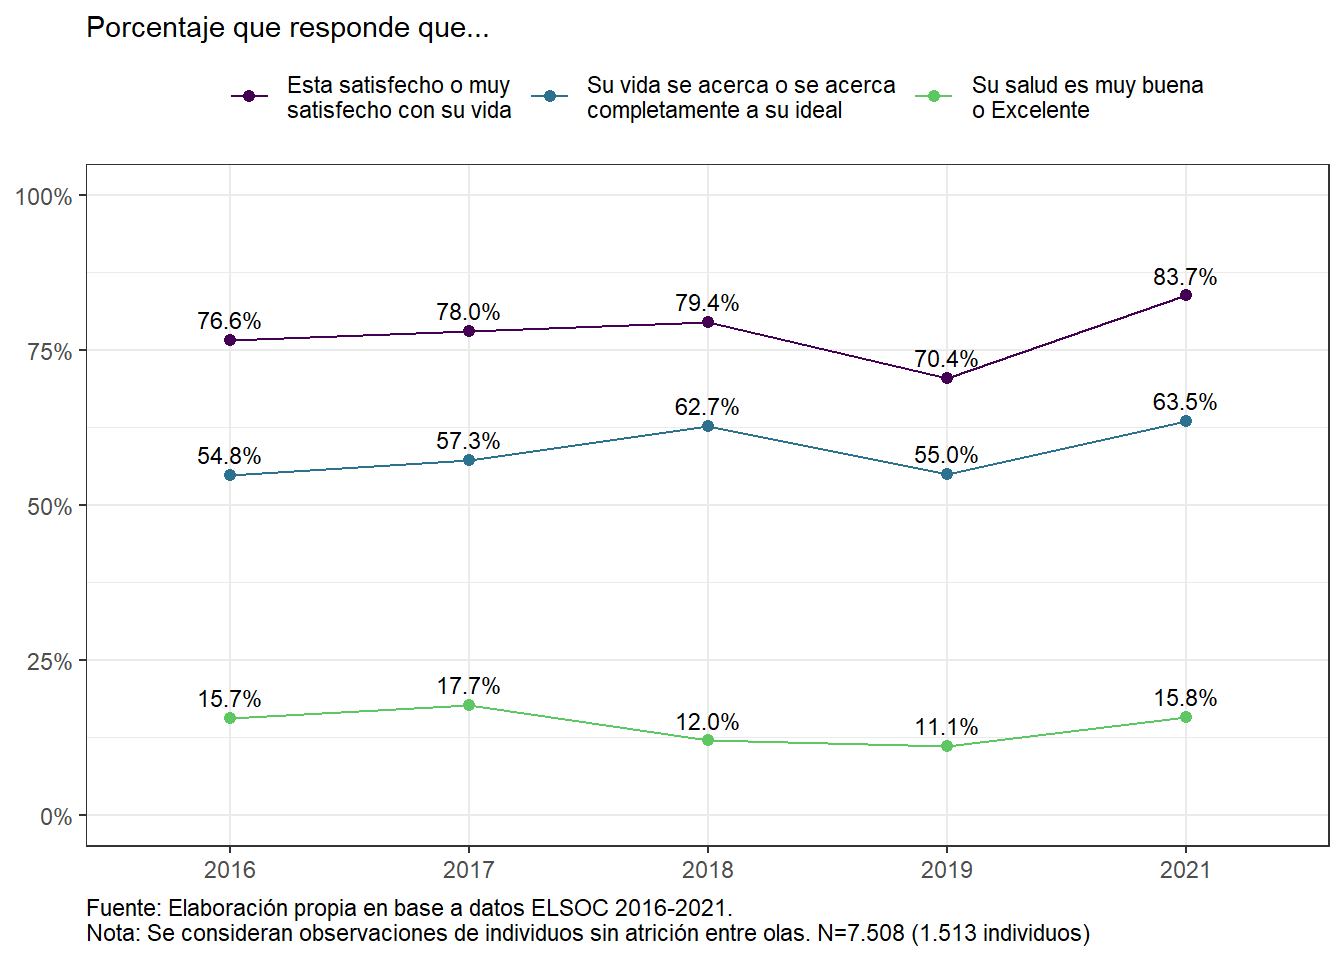 Porcentaje que responde que...
Esta satisfecho o muy
satisfecho con su vida
Su vida se acerca o se acerca
completamente a su ideal
Su salud es muy buena
o Excelente
100%
75%
50%
25%
0%
76.6%
78.0%
79.4%
70.4%
83.7%
54.8%
57.3%
62.7%
55.0%
63.5%
15.7%
17.7%
12.0%
11.1%
15.8%
2016
2017
2018
2019
2021
Fuente: Elaboración propia en base a datos ELSOC 2016-2021.
Nota: Se consideran observaciones de individuos sin atrición entre olas. N=7.508 (1.513 individuos)